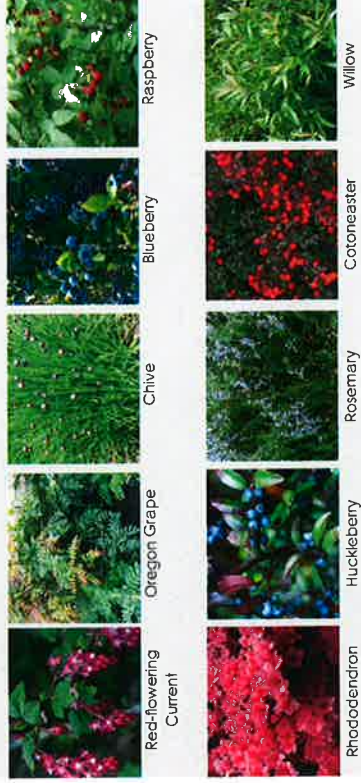 Red-flowering
Current
Oregon Grape
Chive
Blueberry
Raspberry
Rhododendron
Huckleberry
Rosemary
Cotoneaster
Willow